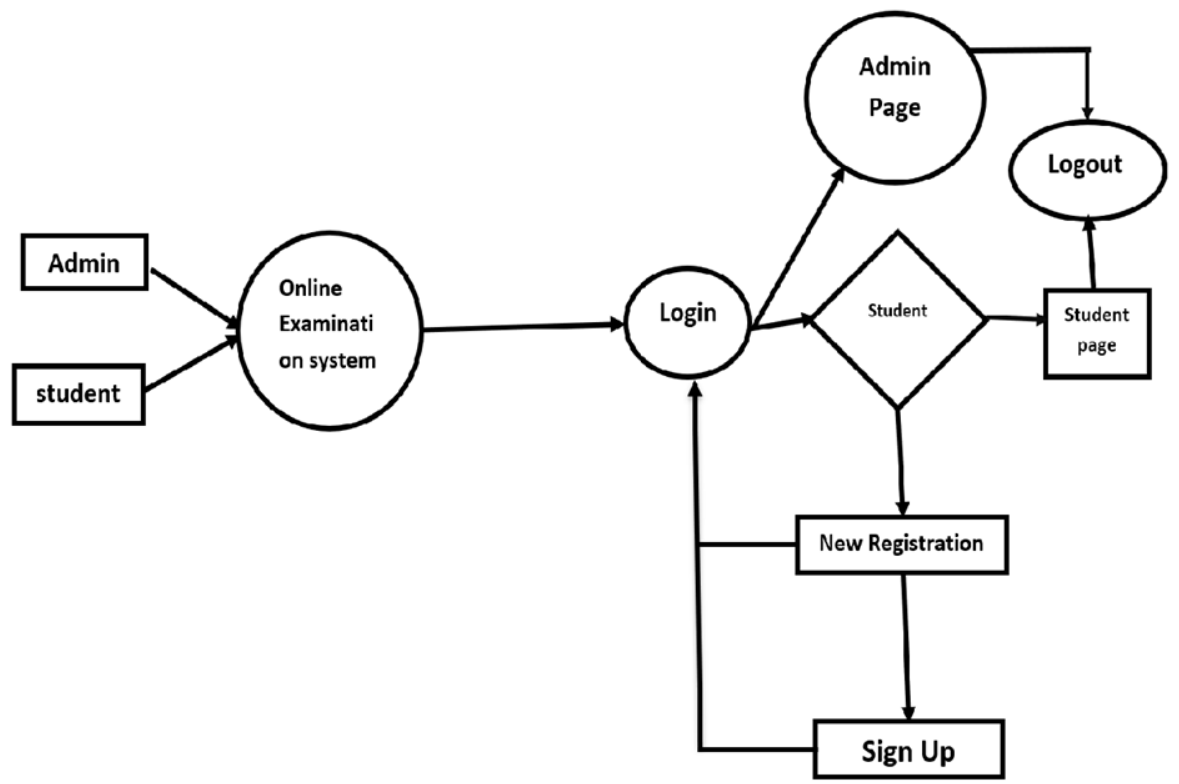 Admin
Page
Logout
Admin
student
Online
Examinati
on system
Login
Student
Student
page
New Registration
Sign Up